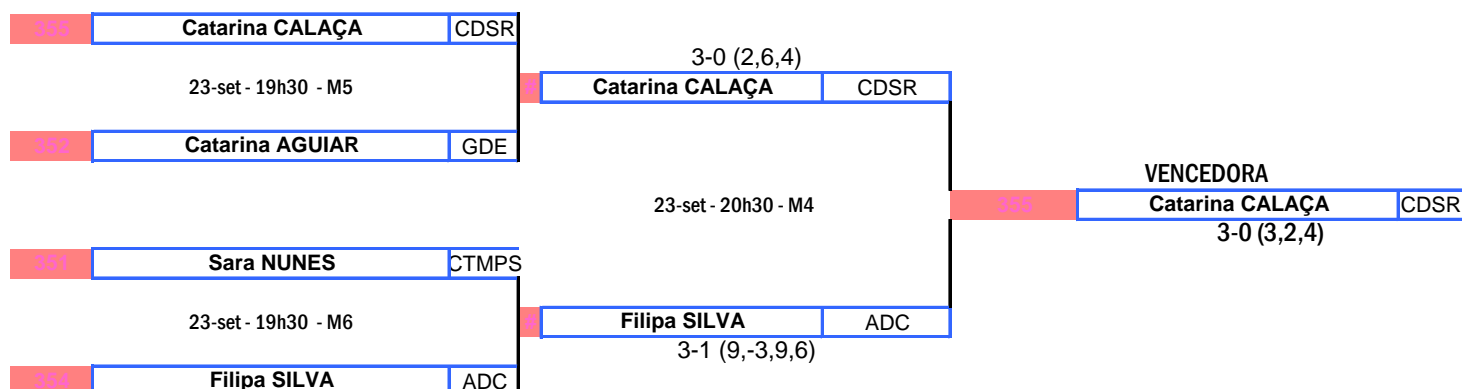 355 Catarina CALAÇA CDSR
3-0 (2,6,4)
23-set - 19h30 - M5
# Catarina CALAÇA CDSR
352 Catarina AGUIAR GDE
VENCEDORA
23-set - 20h30 - M4
355 Catarina CALAÇA CDSR
3-0 (3,2,4)
351 Sara NUNES CTMPS
23-set - 19h30 - M6
# Filipa SILVA ADC
3-1 (9,-3,9,6)
354 Filipa SILVA ADC